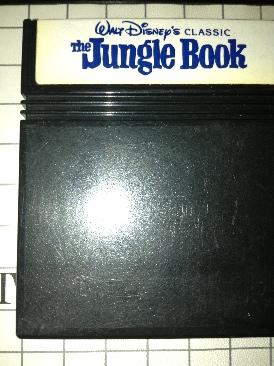 WALT DISNEY'S CLASSIC
The Jungle Book